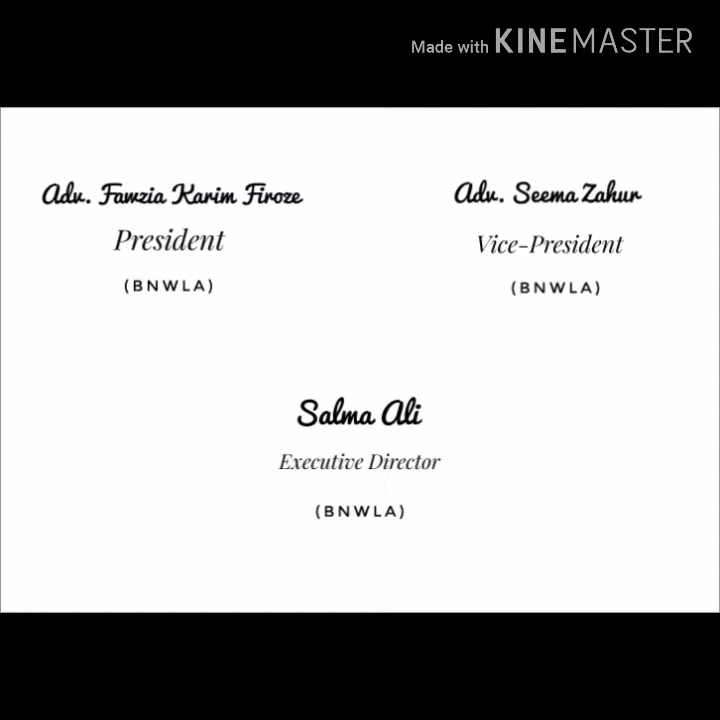 Made with KINEMASTER
Adv. Fawzia Karim Firoze
President
(BNWLA)
Adv. Seema Zahur
Vice-President
(BNWLA)
Salma Ali
Executive Director
(BNWLA)